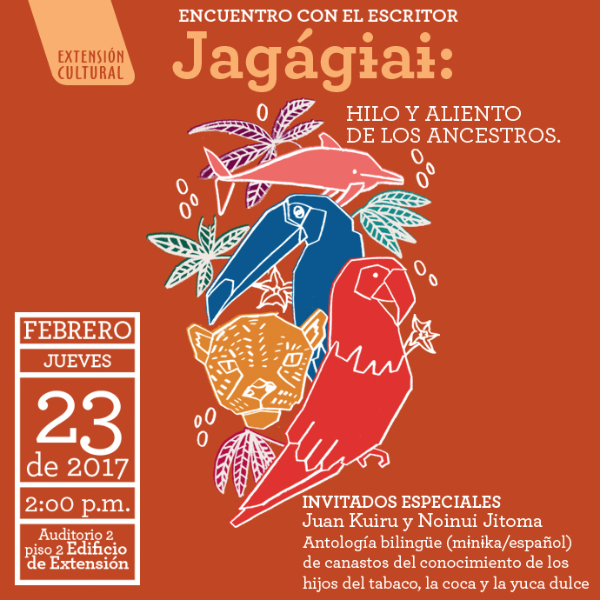 EXTENSIÓN
CULTURAL
ENCUENTRO CON EL ESCRITOR
Jagágɨaɨ:
HILO Y ALIENTO
DE LOS ANCESTROS.
FEBRERO
JUEVES
23
de 2017
2:00 p.m.
Auditorio 2
piso 2 Edificio
de Extensión
INVITADOS ESPECIALES
Juan Kuiru y Noinui Jitoma
Antología bilingüe (mɨnɨka/español)
de canastos del conocimiento de los
hijos del tabaco, la coca y la yuca dulce